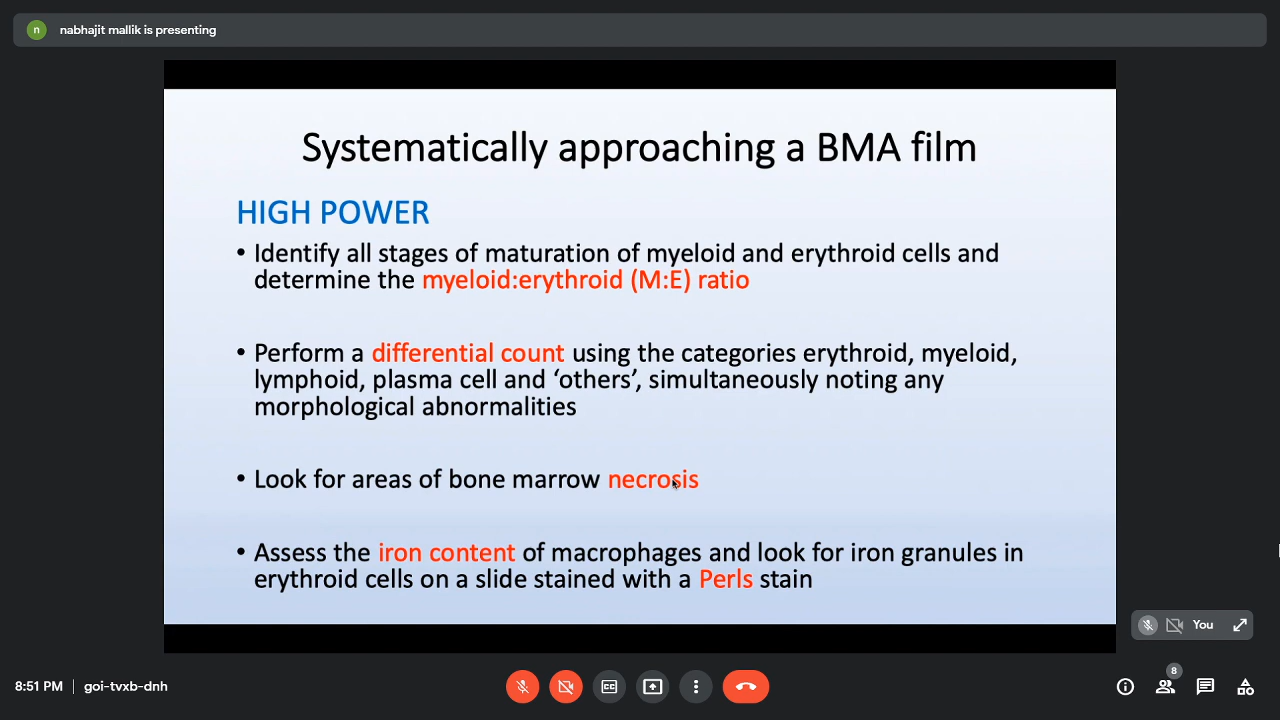 n
nabhajit mallik is presenting
Systematically approaching a BMA film
HIGH POWER
• Identify all stages of maturation of myeloid and erythroid cells and
determine the myeloid:erythroid (M:E) ratio
• Perform a differential count using the categories erythroid, myeloid,
lymphoid, plasma cell and ‘others’, simultaneously noting any
morphological abnormalities
• Look for areas of bone marrow necrosis
• Assess the iron content of macrophages and look for iron granules in
erythroid cells on a slide stained with a Perls stain
You
8:51 PM | goi-tvxb-dnh
CC
8